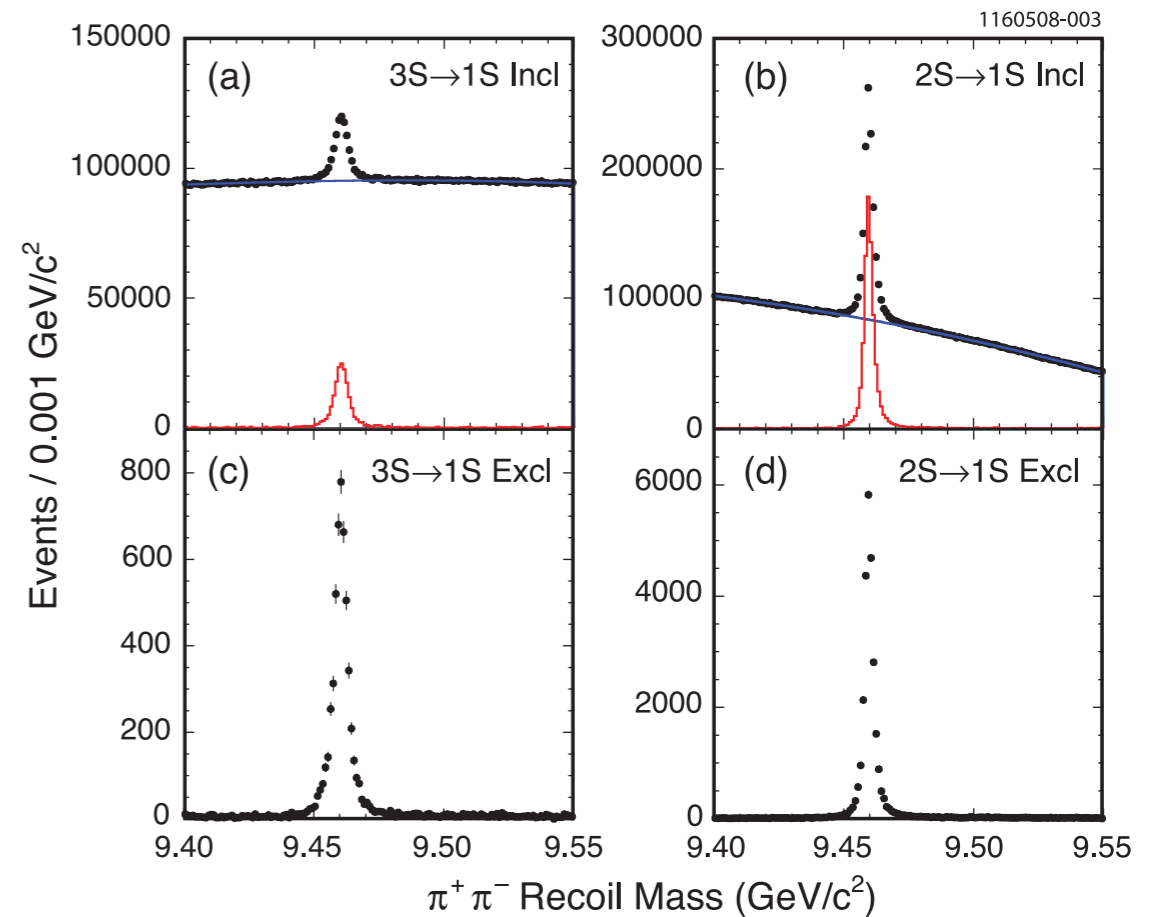 1160508-003
150000
100000
50000
0
(a)
3S→1S Incl
300000
200000
100000
0
(b)
2S→1S Incl
800
600
400
200
0
(c)
3S→1S Excl
6000
4000
2000
0
(d)
2S→1S Excl
9.40 9.45 9.50 9.55
9.40 9.45 9.50 9.55
Events / 0.001 GeV/c²
π⁺π⁻ Recoil Mass (GeV/c²)